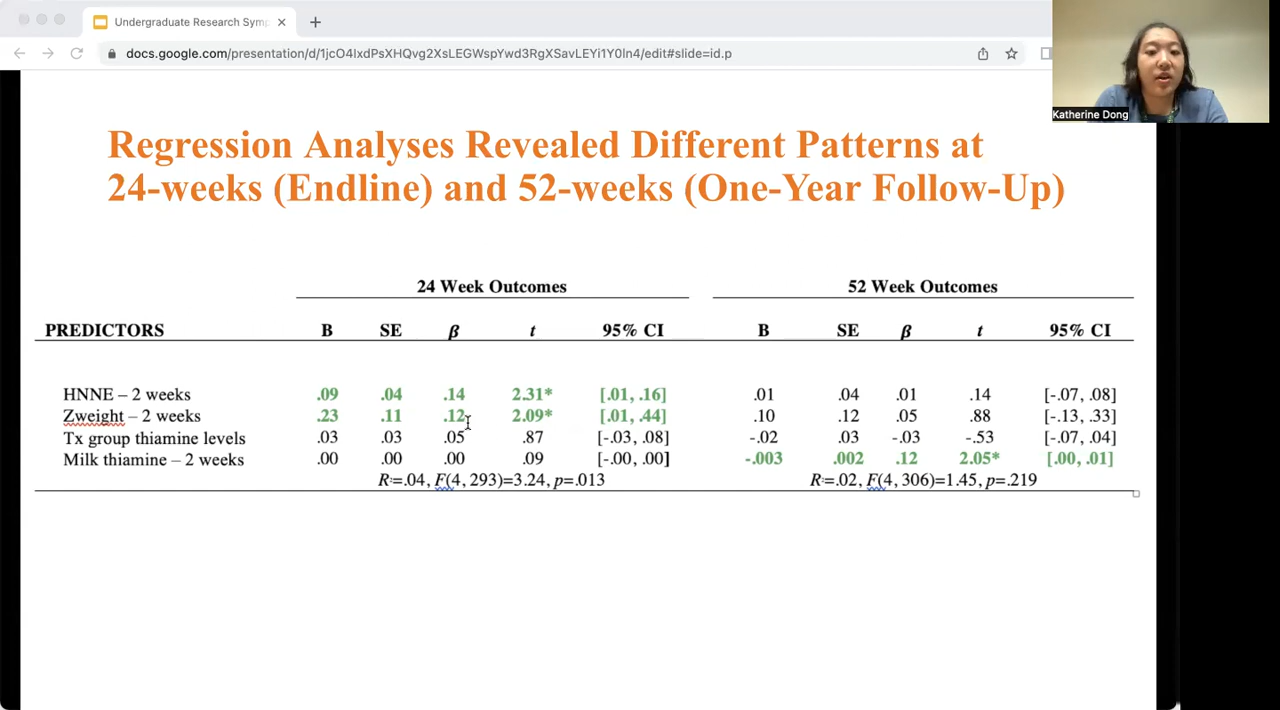 Undergraduate Research Symp
docs.google.com/presentation/d/1jcO4IxdPsXHQvg2XsLEGWspYwd3RgXSavLEYi1Y0ln4/edit#slide=id.p
Katherine Dong
Regression Analyses Revealed Different Patterns at
24-weeks (Endline) and 52-weeks (One-Year Follow-Up)
24 Week Outcomes 52 Week Outcomes
PREDICTORS B SE β t 95% CI B SE β t 95% CI
HNNE – 2 weeks .09 .04 .14 2.31* [.01, .16] .01 .04 .01 .14 [-.07, .08]
Zweight – 2 weeks .23 .11 .12 2.09* [.01, .44] .10 .12 .05 .88 [-.13, .33]
Tx group thiamine levels .03 .03 .05 .87 [-.03, .08] -.02 .03 -.03 -.53 [-.07, .04]
Milk thiamine – 2 weeks .00 .00 .00 .09 [-.00, .00] -.003 .002 .12 2.05* [.00, .01]
R²=.04, F(4, 293)=3.24, p=.013 R²=.02, F(4, 306)=1.45, p=.219